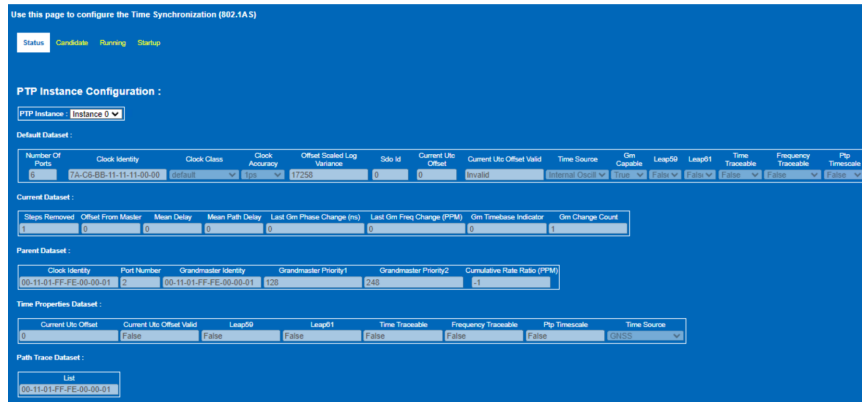 Use this page to configure the Time Synchronization (802.1AS)
Status Candidate Running Startup
PTP Instance Configuration :
PTP Instance : Instance 0
Default Dataset :
Number Of Ports Clock Identity Clock Class Clock Accuracy Offset Scaled Log Variance Sdo Id Current Utc Offset Current Utc Offset Valid Time Source Gm Capable Leap59 Leap61 Time Traceable Frequency Traceable Ptp Timescale
6 7A-C6-BB-11-11-11-00-00 default 1ps 17258 0 0 Invalid Internal Oscill True False False False False False
Current Dataset :
Steps Removed Offset From Master Mean Delay Mean Path Delay Last Gm Phase Change (ns) Last Gm Freq Change (PPM) Gm Timebase Indicator Gm Change Count
1 0 0 0 0 0 0 1
Parent Dataset :
Clock Identity Port Number Grandmaster Identity Grandmaster Priority1 Grandmaster Priority2 Cumulative Rate Ratio (PPM)
00-11-01-FF-FE-00-00-01 2 00-11-01-FF-FE-00-00-01 128 248 -1
Time Properties Dataset :
Current Utc Offset Current Utc Offset Valid Leap59 Leap61 Time Traceable Frequency Traceable Ptp Timescale Time Source
0 False False False False False False GNSS
Path Trace Dataset :
List
00-11-01-FF-FE-00-00-01